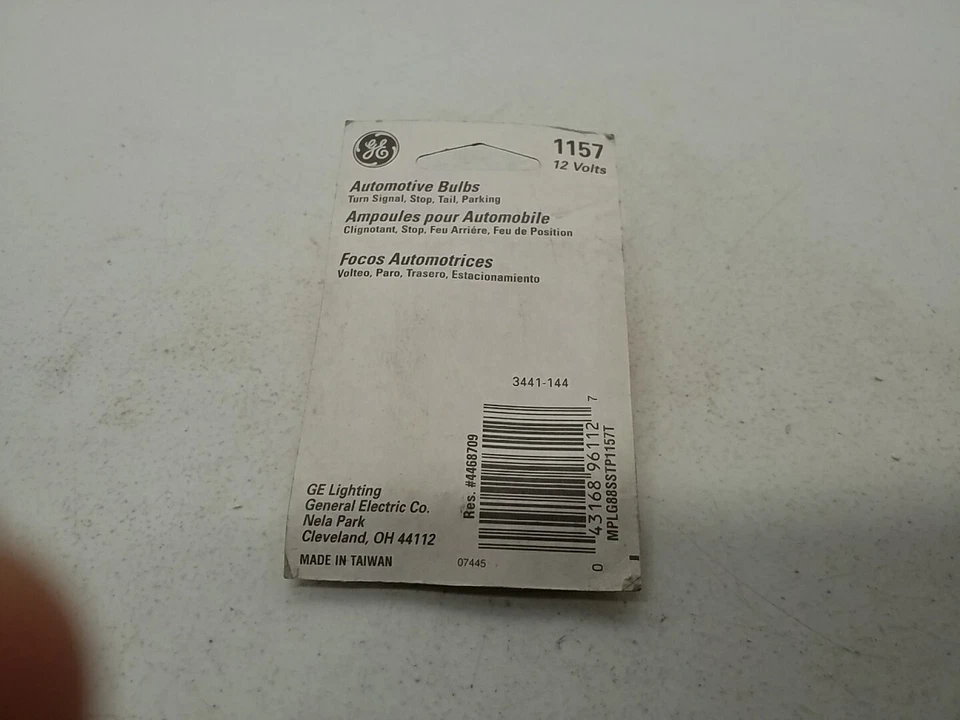 GE
1157
12 Volts
Automotive Bulbs
Turn Signal, Stop, Tail, Parking
Ampoules pour Automobile
Clignotant, Stop, Feu Arriére, Feu de Position
Focos Automotrices
Volteo, Paro, Trasero, Estacionamiento
3441-144
Res. #4468709
0 43168 96112 7
MPLG88SSTP1157T
GE Lighting
General Electric Co.
Nela Park
Cleveland, OH 44112
MADE IN TAIWAN
07445